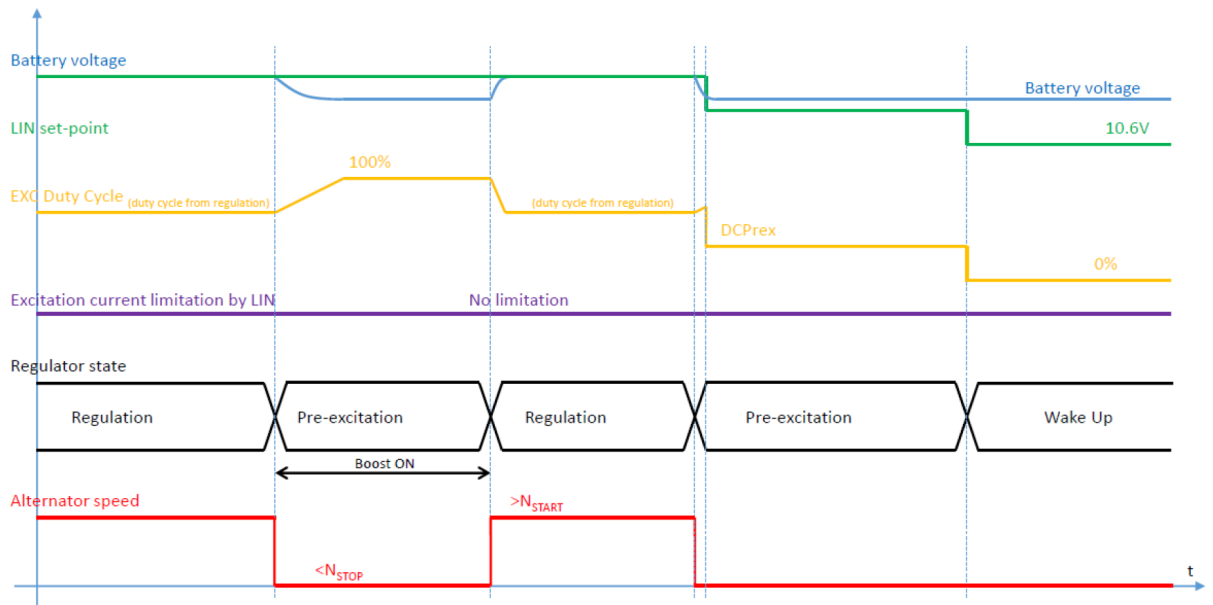 Battery voltage
Battery voltage
LIN set-point
10.6V
100%
EXC Duty Cycle (duty cycle from regulation)
(duty cycle from regulation)
DCPrex
0%
Excitation current limitation by LIN
No limitation
Regulator state
Regulation
Pre-excitation
Regulation
Pre-excitation
Wake Up
Boost ON
Alternator speed
>NSTART
<NSTOP
t